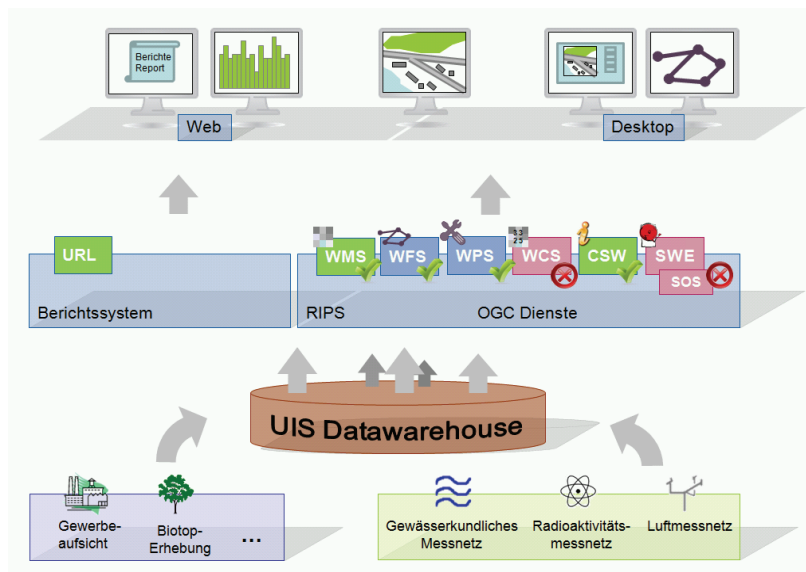 Berichte
Report
Web
Desktop
URL
WMS
WFS
WPS
WCS
CSW
SWE
SOS
Berichtssystem
RIPS
OGC Dienste
UIS Datawarehouse
Gewerbe-
aufsicht
Biotop-
Erhebung
...
Gewässerkundliches
Messnetz
Radioaktivitäts-
messnetz
Luftmessnetz